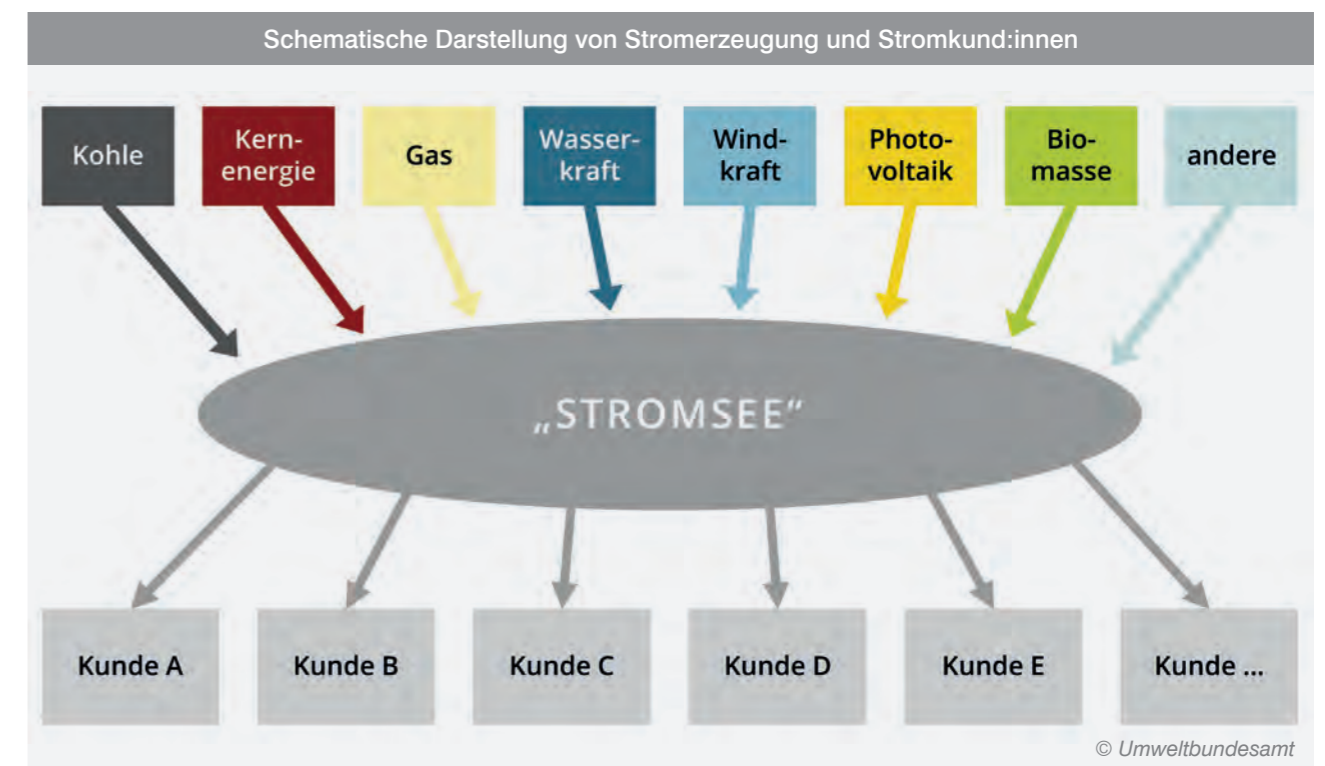 Schematische Darstellung von Stromerzeugung und Stromkund:innen
Kohle
Kern-
energie
Gas
Wasser-
kraft
Wind-
kraft
Photo-
voltaik
Bio-
masse
andere
„STROMSEE“
Kunde A
Kunde B
Kunde C
Kunde D
Kunde E
Kunde ...
© Umweltbundesamt